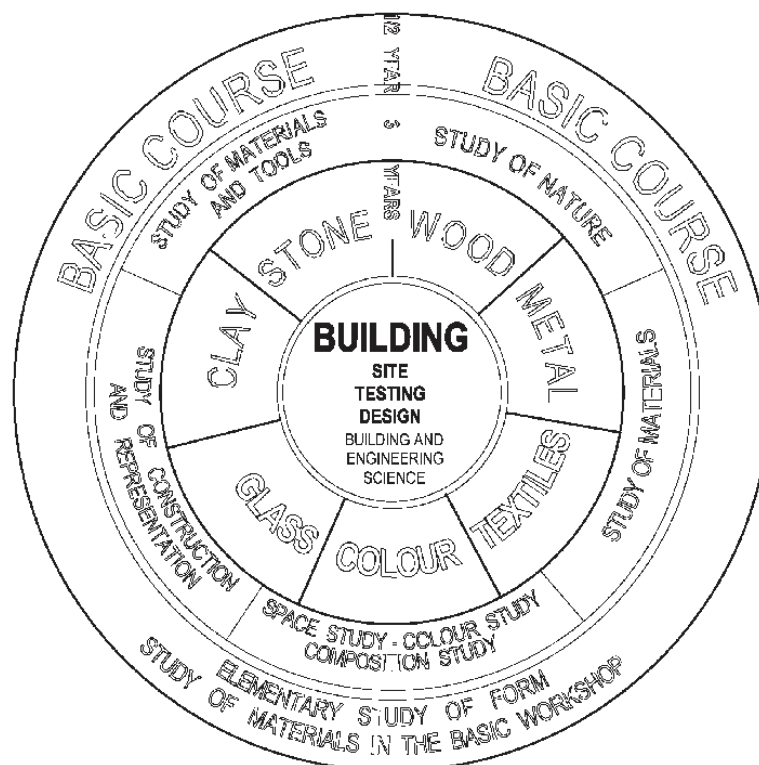 1/2 YEAR
BASIC COURSE
BASIC COURSE
3 YEARS
STUDY OF MATERIALS
AND TOOLS
STUDY OF NATURE
STUDY OF MATERIALS
SPACE STUDY - COLOUR STUDY
COMPOSITION STUDY
STUDY OF CONSTRUCTION
AND REPRESENTATION
CLAY
STONE
WOOD
METAL
TEXTILES
COLOUR
GLASS
BUILDING
SITE
TESTING
DESIGN
BUILDING AND
ENGINEERING
SCIENCE
ELEMENTARY STUDY OF FORM
STUDY OF MATERIALS IN THE BASIC WORKSHOP